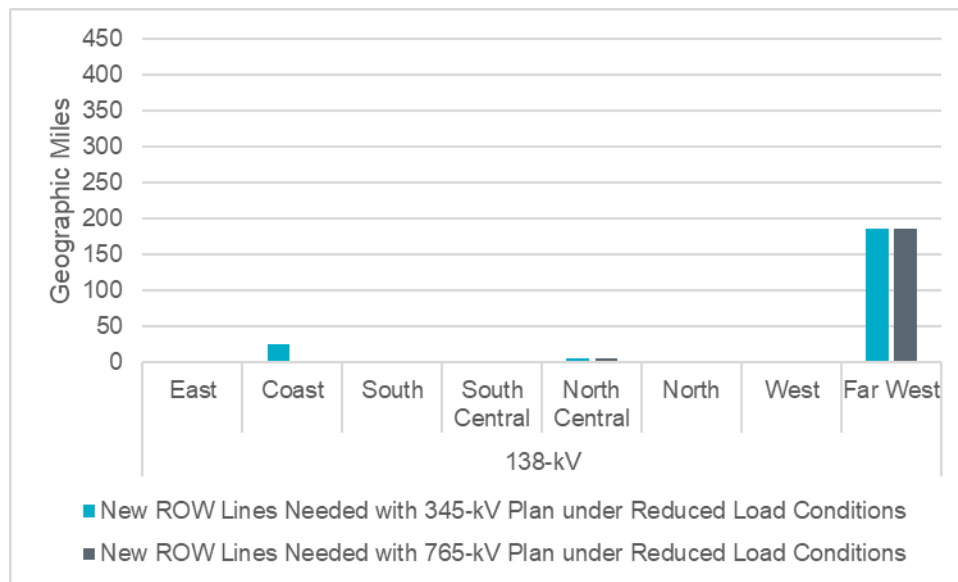 Geographic Miles
450
400
350
300
250
200
150
100
50
0
East
Coast
South
South
Central
North
Central
North
West
Far West
138-kV
New ROW Lines Needed with 345-kV Plan under Reduced Load Conditions
New ROW Lines Needed with 765-kV Plan under Reduced Load Conditions